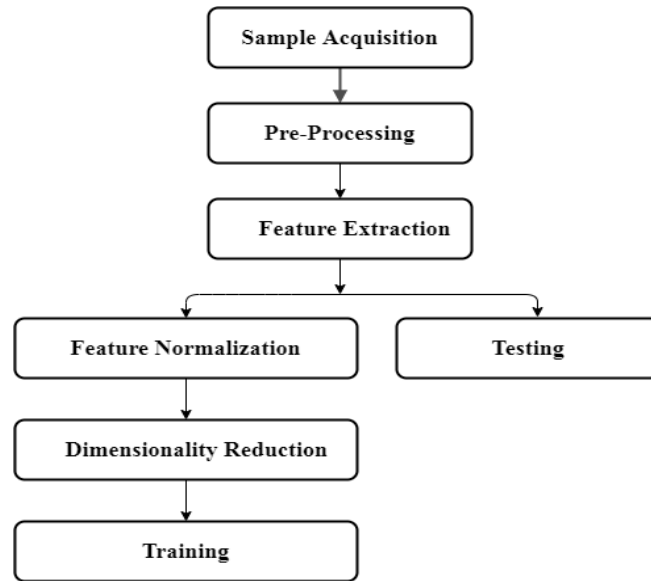 Sample Acquisition
Pre-Processing
Feature Extraction
Feature Normalization
Testing
Dimensionality Reduction
Training